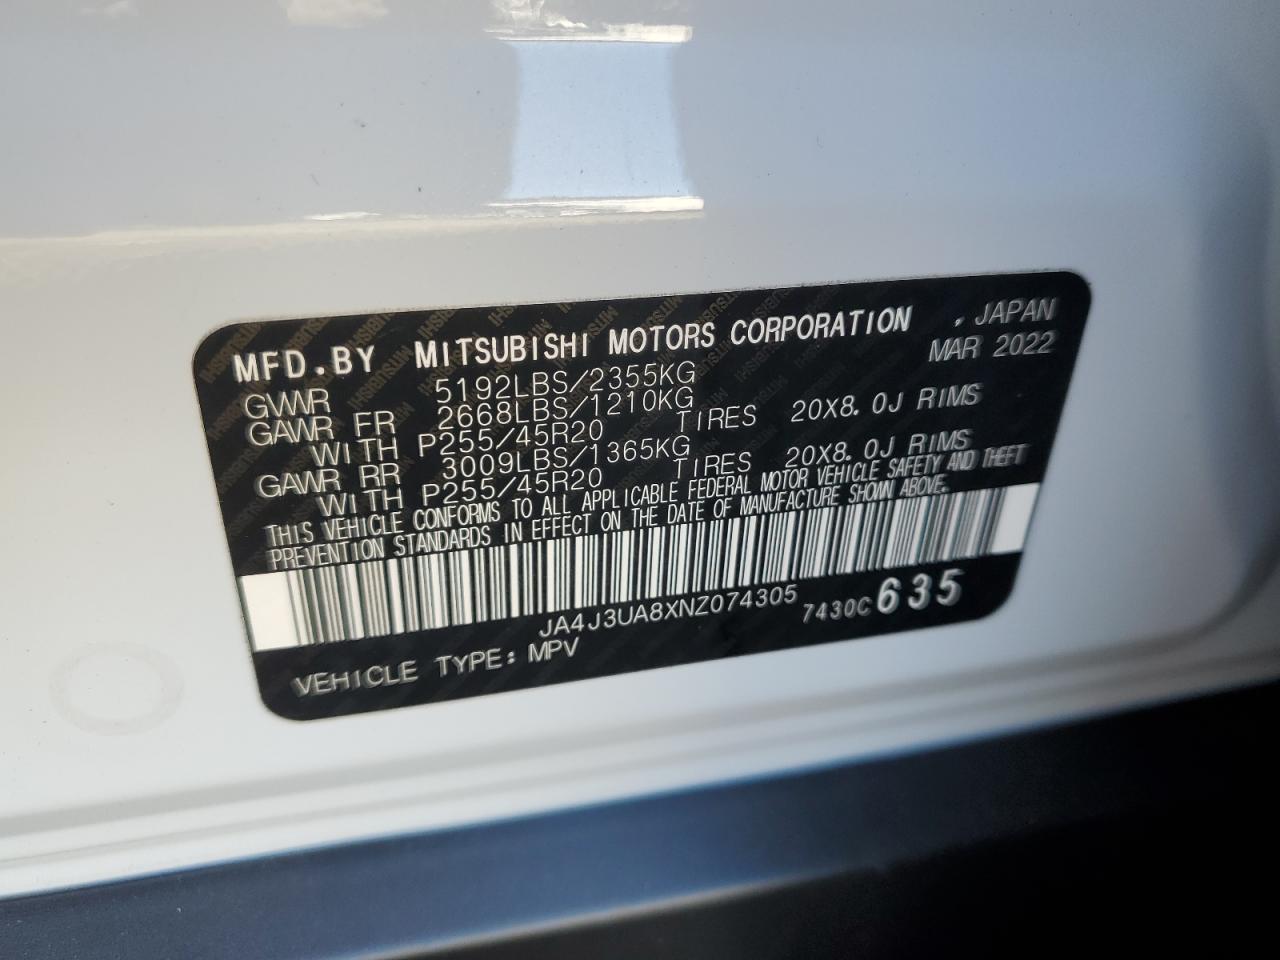 MFD. BY MITSUBISHI MOTORS CORPORATION , JAPAN
MAR 2022
GVWR 5192LBS/2355KG
GAWR FR 2668LBS/1210KG
WITH P255/45R20 TIRES 20X8.0J RIMS
GAWR RR 3009LBS/1365KG
WITH P255/45R20 TIRES 20X8.0J RIMS
THIS VEHICLE CONFORMS TO ALL APPLICABLE FEDERAL MOTOR VEHICLE SAFETY AND THEFT
PREVENTION STANDARDS IN EFFECT ON THE DATE OF MANUFACTURE SHOWN ABOVE.
JA4J3UA8XNZ074305 7430C635
VEHICLE TYPE: MPV